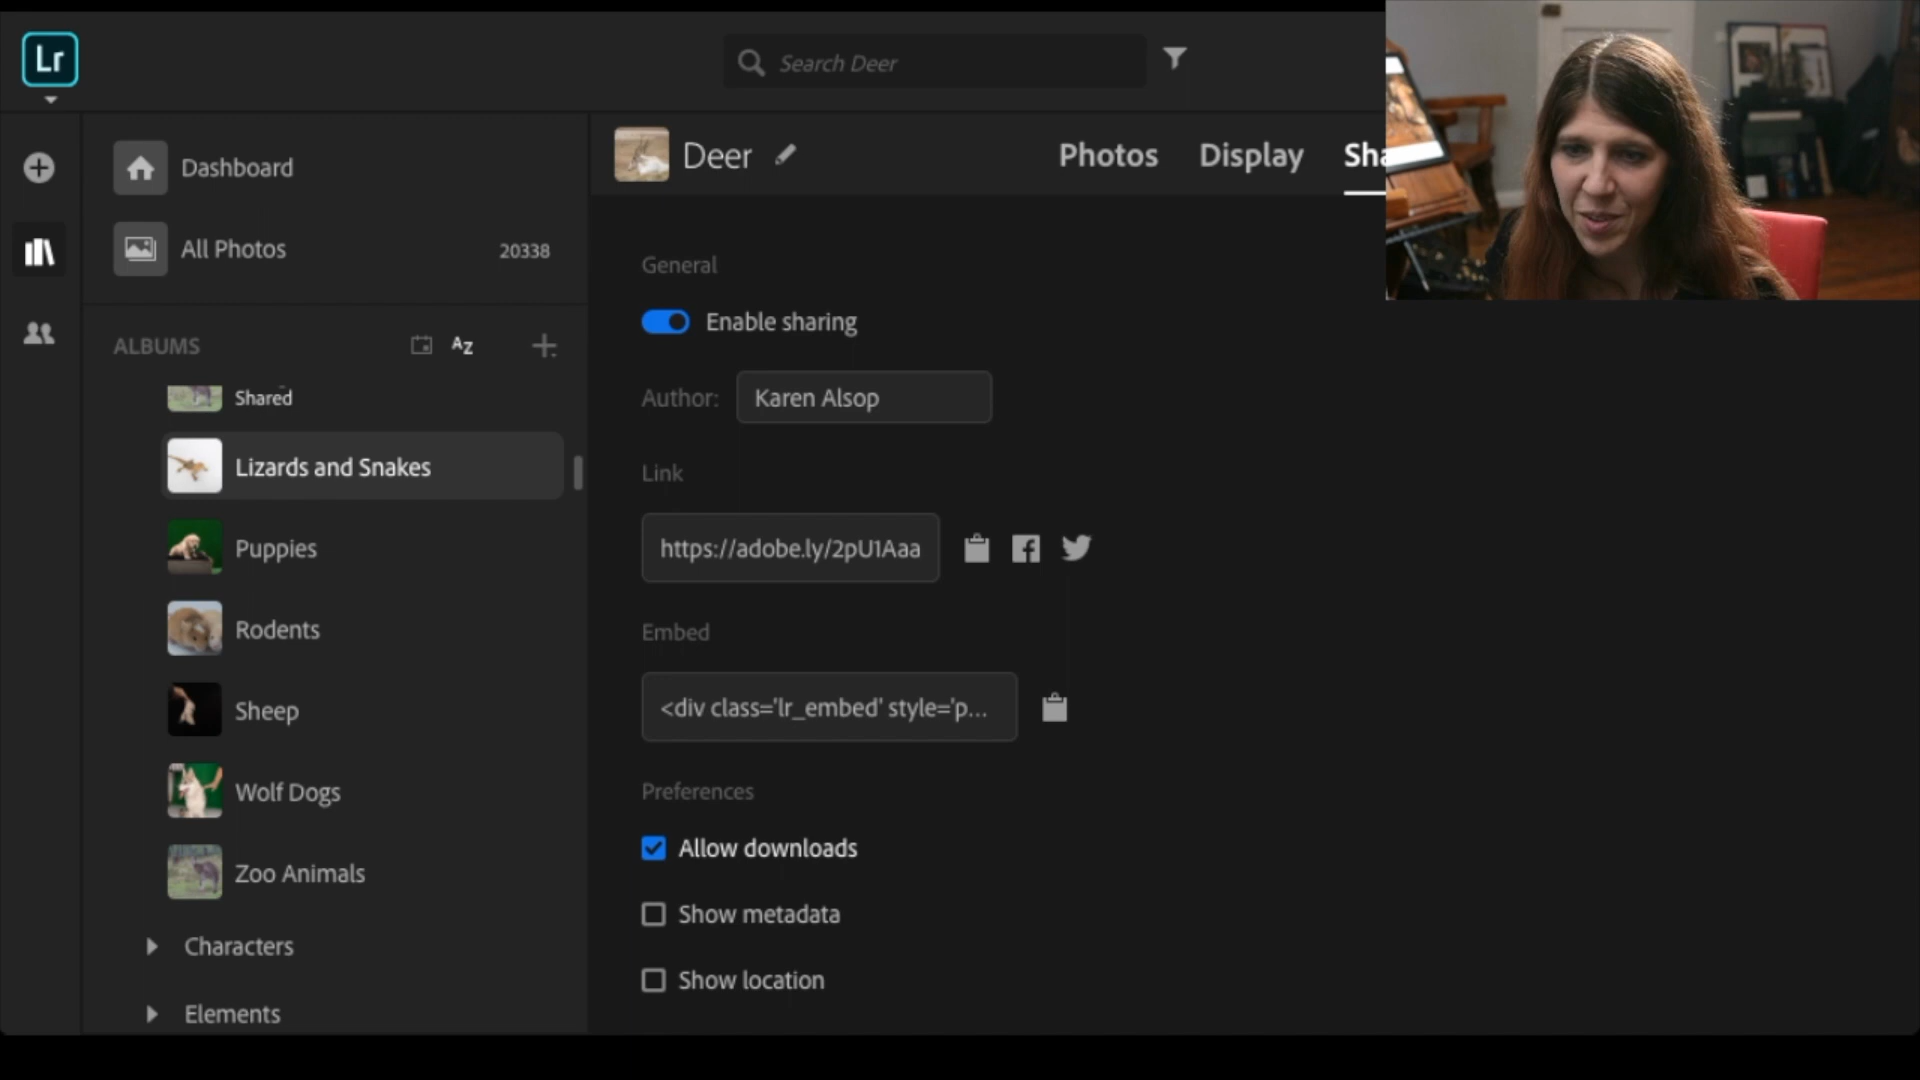 Lr
Search Deer
Dashboard
All Photos 20338
ALBUMS AZ
Shared
Lizards and Snakes
Puppies
Rodents
Sheep
Wolf Dogs
Zoo Animals
Characters
Elements
Deer
Photos Display Sha
General
Enable sharing
Author: Karen Alsop
Link
https://adobe.ly/2pU1Aaa
Embed
<div class='lr_embed' style='p...
Preferences
Allow downloads
Show metadata
Show location